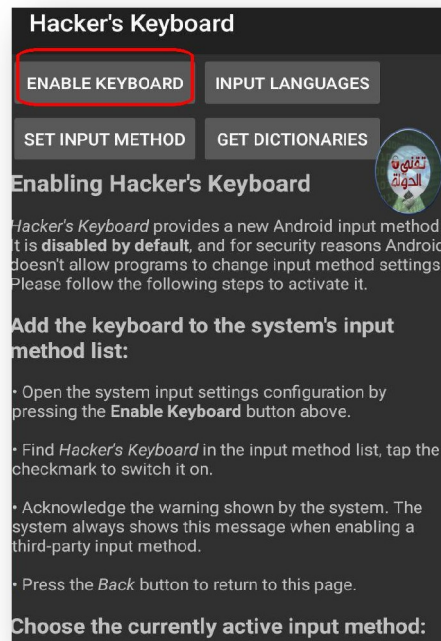 Hacker's Keyboard
ENABLE KEYBOARD
INPUT LANGUAGES
SET INPUT METHOD
GET DICTIONARIES
تقني
الدولة
Enabling Hacker's Keyboard
Hacker's Keyboard provides a new Android input method
It is disabled by default, and for security reasons Android
doesn't allow programs to change input method settings
Please follow the following steps to activate it.
Add the keyboard to the system's input
method list:
• Open the system input settings configuration by
pressing the Enable Keyboard button above.
• Find Hacker's Keyboard in the input method list, tap the
checkmark to switch it on.
• Acknowledge the warning shown by the system. The
system always shows this message when enabling a
third-party input method.
• Press the Back button to return to this page.
Choose the currently active input method: